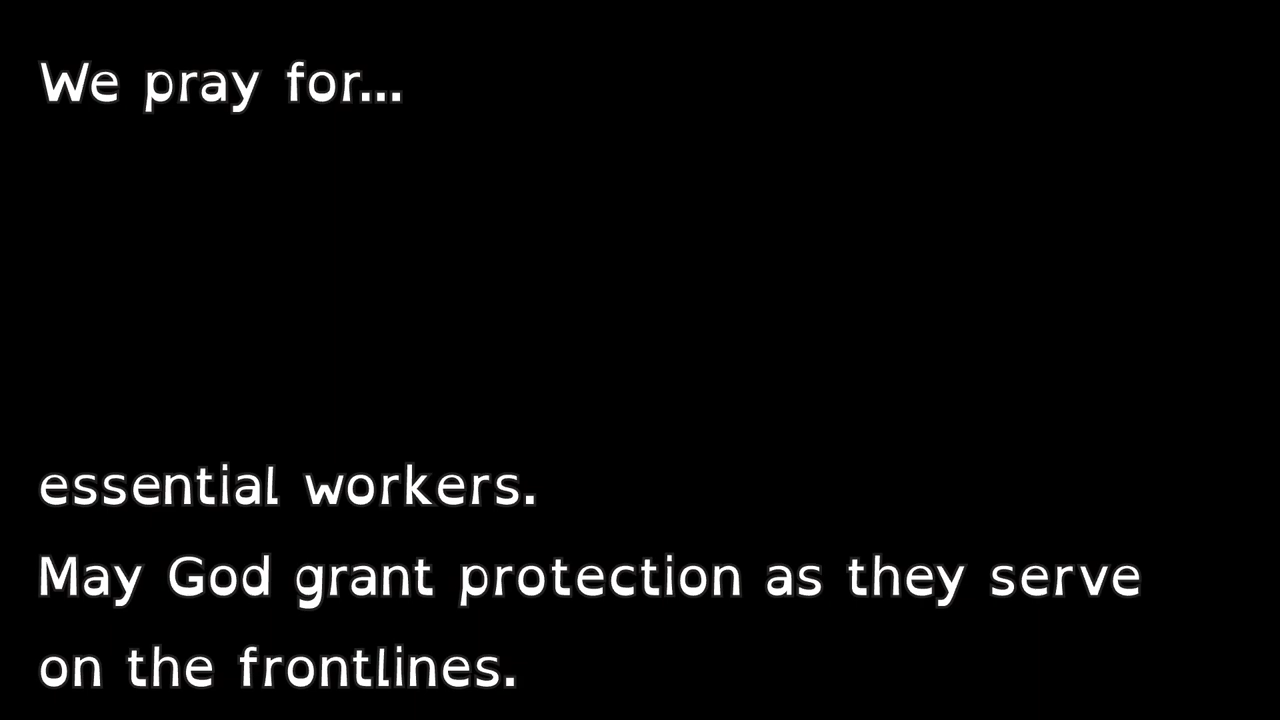 We pray for...
essential workers.
May God grant protection as they serve
on the frontlines.